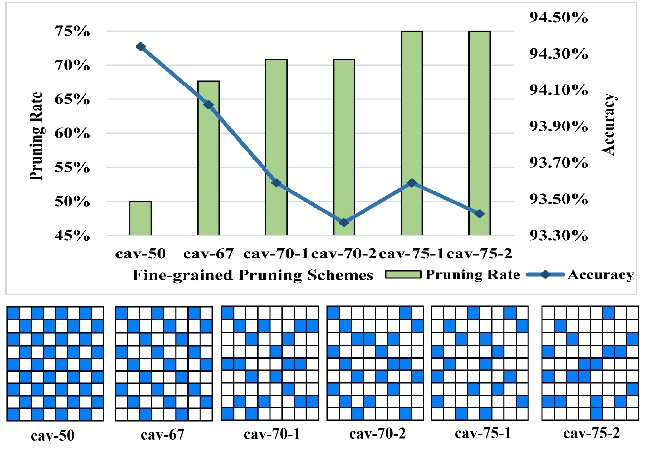 94.50%
75%
94.30%
70%
94.10%
65%
93.90%
60%
93.70%
55%
93.50%
50%
93.30%
45%
Pruning Rate
Accuracy
cav-50 cav-67 cav-70-1 cav-70-2 cav-75-1 cav-75-2
Fine-grained Pruning Schemes Pruning Rate Accuracy
cav-50 cav-67 cav-70-1 cav-70-2 cav-75-1 cav-75-2